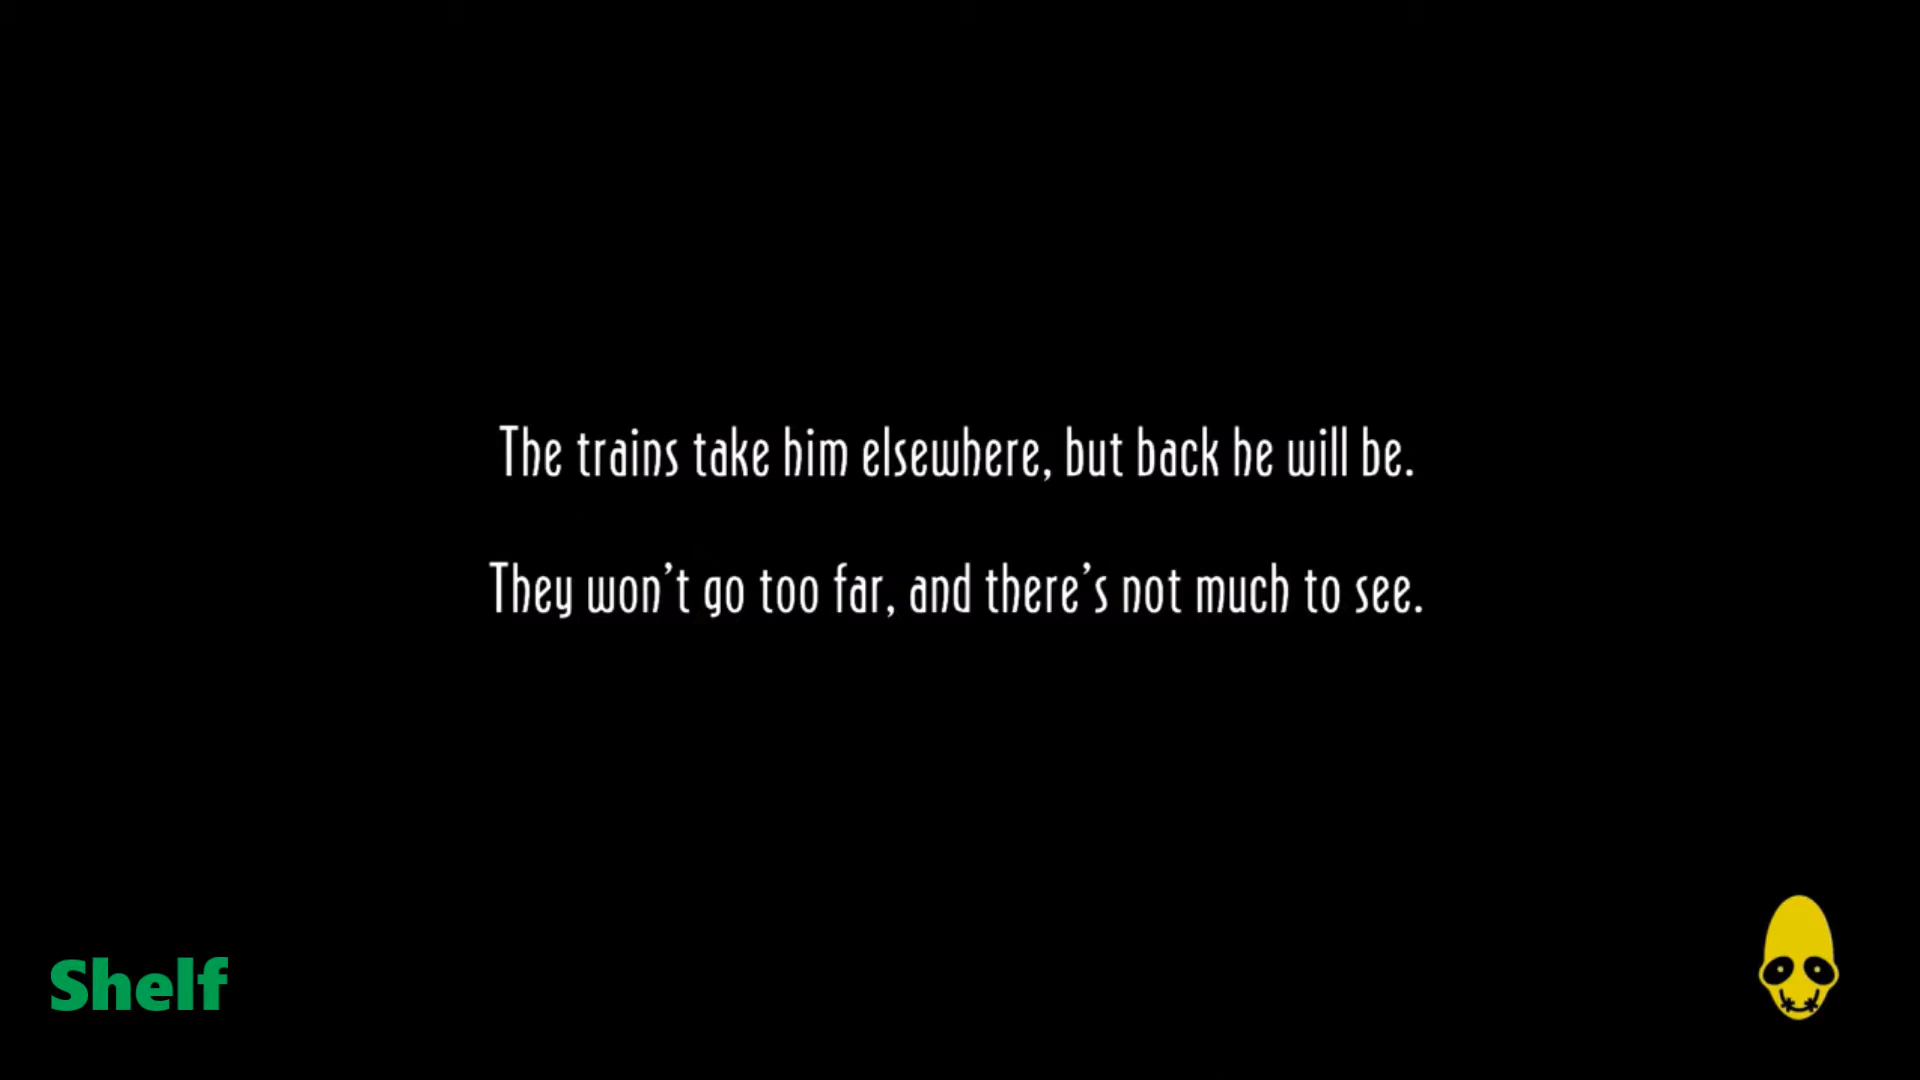 The trains take him elsewhere, but back he will be.
They won't go too far, and there's not much to see.
Shelf